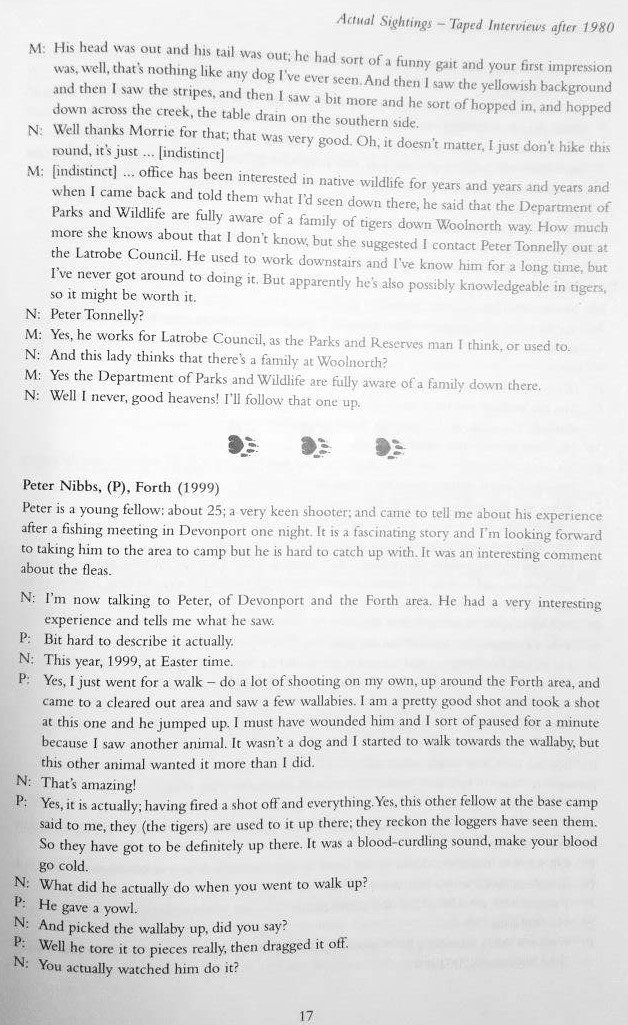 Actual Sightings – Taped Interviews after 1980
M: His head was out and his tail was out; he had sort of a funny gait and your first impression
was, well, that's nothing like any dog I've ever seen. And then I saw the yellowish background
and then I saw the stripes, and then I saw a bit more and he sort of hopped in, and hopped
down across the creek, the table drain on the southern side.
N: Well thanks Morrie for that; that was very good. Oh, it doesn't matter, I just don't hike this
round, it's just ... [indistinct]
M: [indistinct] ... office has been interested in native wildlife for years and years and years and
when I came back and told them what I'd seen down there, he said that the Department of
Parks and Wildlife are fully aware of a family of tigers down Woolnorth way. How much
more she knows about that I don't know, but she suggested I contact Peter Tonnelly out at
the Latrobe Council. He used to work downstairs and I've know him for a long time, but
I've never got around to doing it. But apparently he's also possibly knowledgeable in tigers,
so it might be worth it.
N: Peter Tonnelly?
M: Yes, he works for Latrobe Council, as the Parks and Reserves man I think, or used to.
N: And this lady thinks that there's a family at Woolnorth?
M: Yes the Department of Parks and Wildlife are fully aware of a family down there.
N: Well I never, good heavens! I'll follow that one up.
Peter Nibbs, (P), Forth (1999)
Peter is a young fellow: about 25; a very keen shooter; and came to tell me about his experience
after a fishing meeting in Devonport one night. It is a fascinating story and I'm looking forward
to taking him to the area to camp but he is hard to catch up with. It was an interesting comment
about the fleas.
N: I'm now talking to Peter, of Devonport and the Forth area. He had a very interesting
experience and tells me what he saw.
P: Bit hard to describe it actually.
N: This year, 1999, at Easter time.
P: Yes, I just went for a walk – do a lot of shooting on my own, up around the Forth area, and
came to a cleared out area and saw a few wallabies. I am a pretty good shot and took a shot
at this one and he jumped up. I must have wounded him and I sort of paused for a minute
because I saw another animal. It wasn't a dog and I started to walk towards the wallaby, but
this other animal wanted it more than I did.
N: That's amazing!
P: Yes, it is actually; having fired a shot off and everything. Yes, this other fellow at the base camp
said to me, they (the tigers) are used to it up there; they reckon the loggers have seen them.
So they have got to be definitely up there. It was a blood-curdling sound, make your blood
go cold.
N: What did he actually do when you went to walk up?
P: He gave a yowl.
N: And picked the wallaby up, did you say?
P: Well he tore it to pieces really, then dragged it off.
N: You actually watched him do it?
17